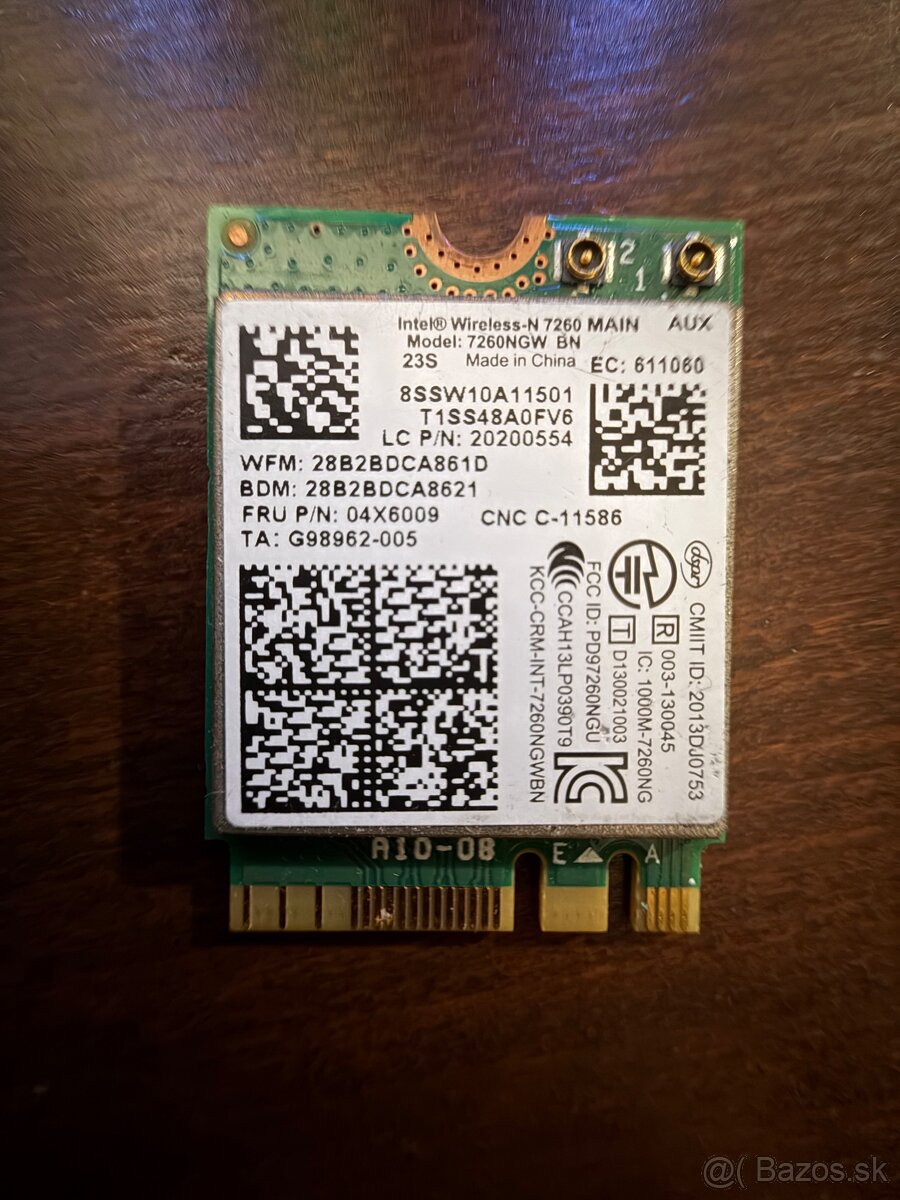 2
1
Intel® Wireless-N 7260 MAIN AUX
Model: 7260NGW BN
23S Made in China EC: 611060
8SSW10A11501
T1SS48A0FV6
LC P/N: 20200554
WFM: 28B2BDCA861D
BDM: 28B2BDCA8621
FRU P/N: 04X6009 CNC C-11586
TA: G98962-005
CMIIT ID: 2013DJ0753
R 003-130045
IC: 1000M-7260NG
T D130021003
FCC ID: PD97260NGU
CCAH13LP0390T9
KCC-CRM-INT-7260NGWBN
A10-08 E A
@( Bazos.sk